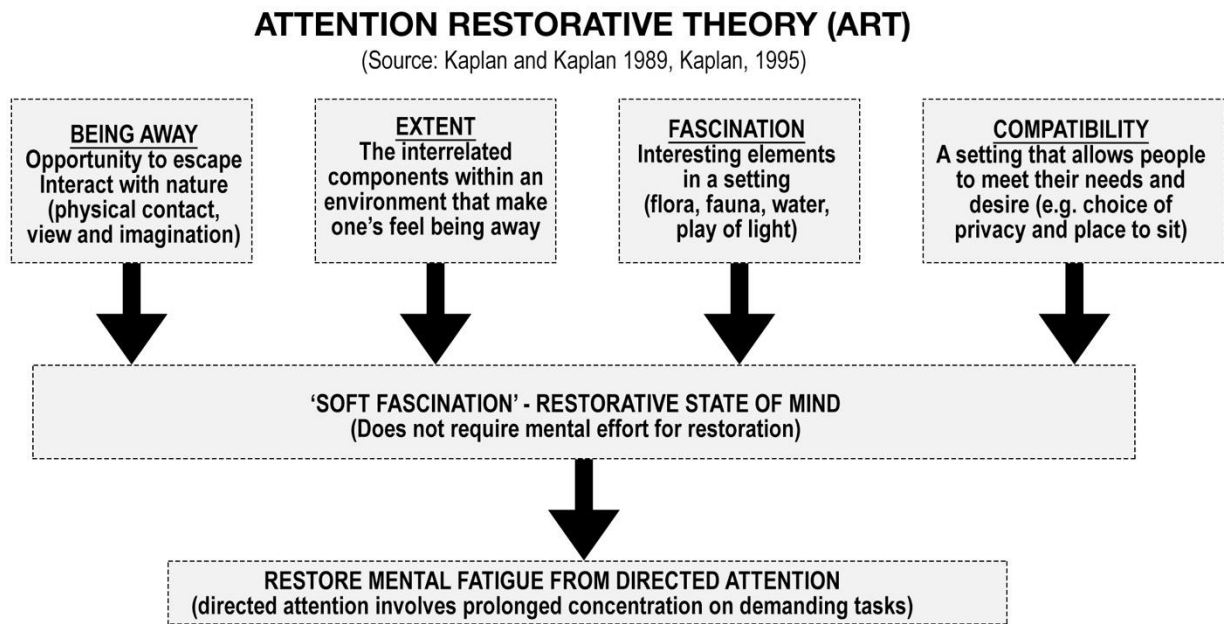 ATTENTION RESTORATIVE THEORY (ART)
(Source: Kaplan and Kaplan 1989, Kaplan, 1995)
BEING AWAY
Opportunity to escape
Interact with nature
(physical contact,
view and imagination)
EXTENT
The interrelated
components within an
environment that make
one's feel being away
FASCINATION
Interesting elements
in a setting
(flora, fauna, water,
play of light)
COMPATIBILITY
A setting that allows people
to meet their needs and
desire (e.g. choice of
privacy and place to sit)
‘SOFT FASCINATION’ - RESTORATIVE STATE OF MIND
(Does not require mental effort for restoration)
RESTORE MENTAL FATIGUE FROM DIRECTED ATTENTION
(directed attention involves prolonged concentration on demanding tasks)